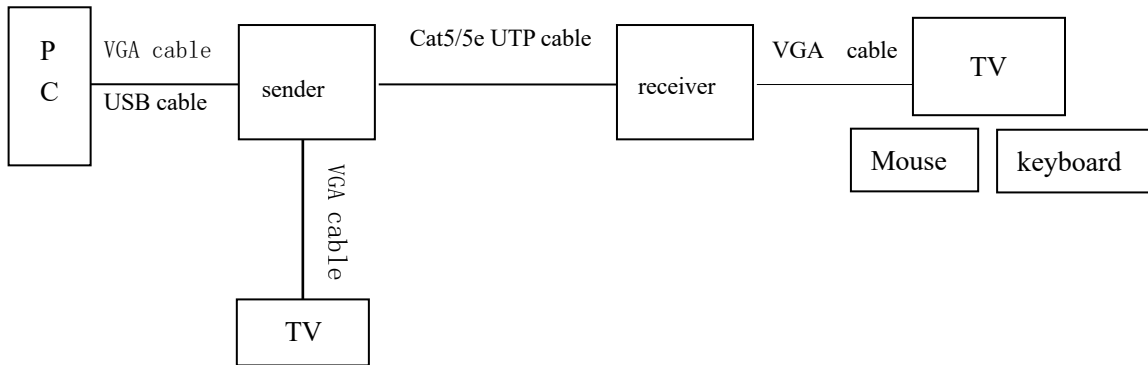 P
C
VGA cable
USB cable
sender
Cat5/5e UTP cable
receiver
VGA cable
TV
Mouse
keyboard
VGA cable
TV